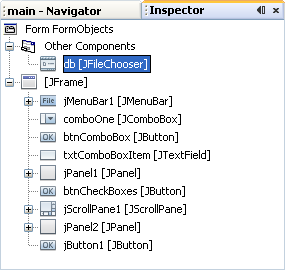 main - Navigator Inspector
Form FormObjects
Other Components
db [JFileChooser]
[JFrame]
File jMenuBar1 [JMenuBar]
comboOne [JComboBox]
OK btnComboBox [JButton]
txtComboBoxItem [JTextField]
jPanel1 [JPanel]
OK btnCheckBoxes [JButton]
jScrollPane1 [JScrollPane]
jPanel2 [JPanel]
OK jButton1 [JButton]